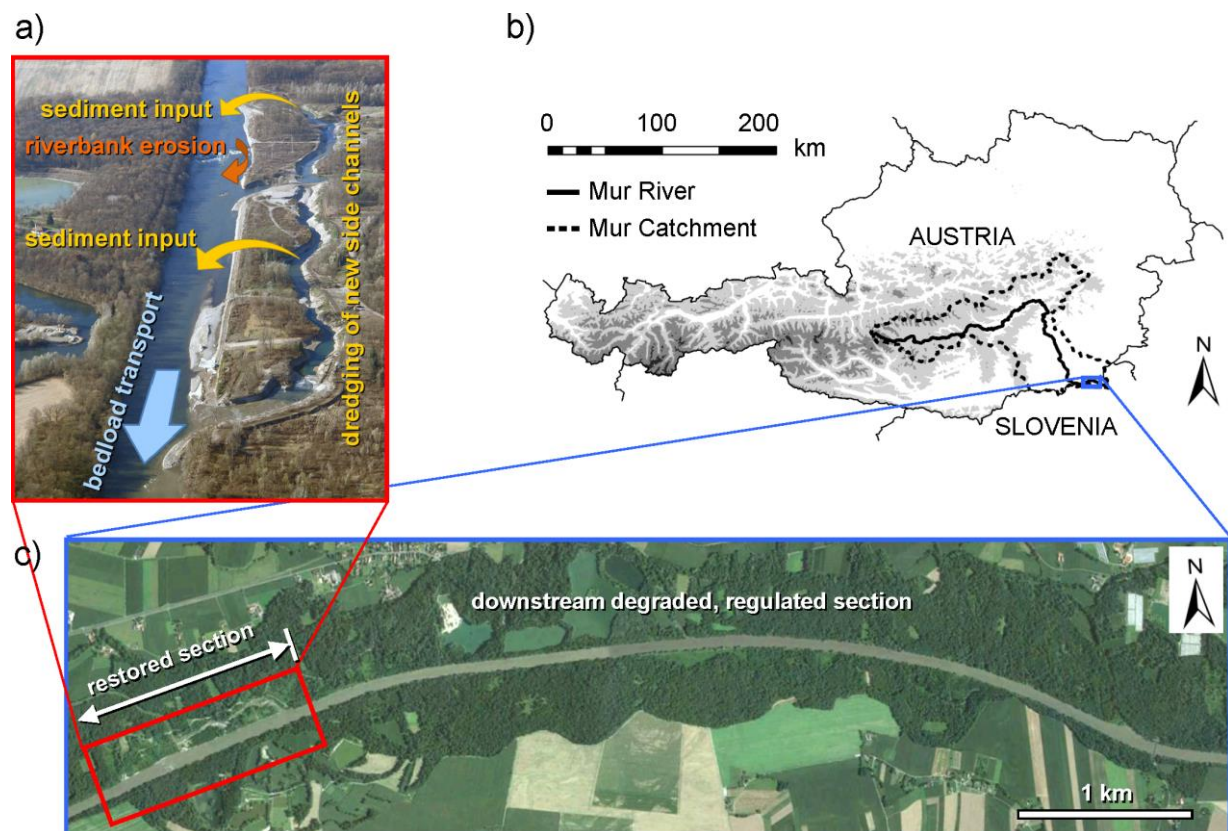 a)
sediment input
riverbank erosion
sediment input
bedload transport
dredging of new side channels
b)
0 100 200
km
Mur River
Mur Catchment
AUSTRIA
SLOVENIA
N
c)
restored section
downstream degraded, regulated section
N
1 km